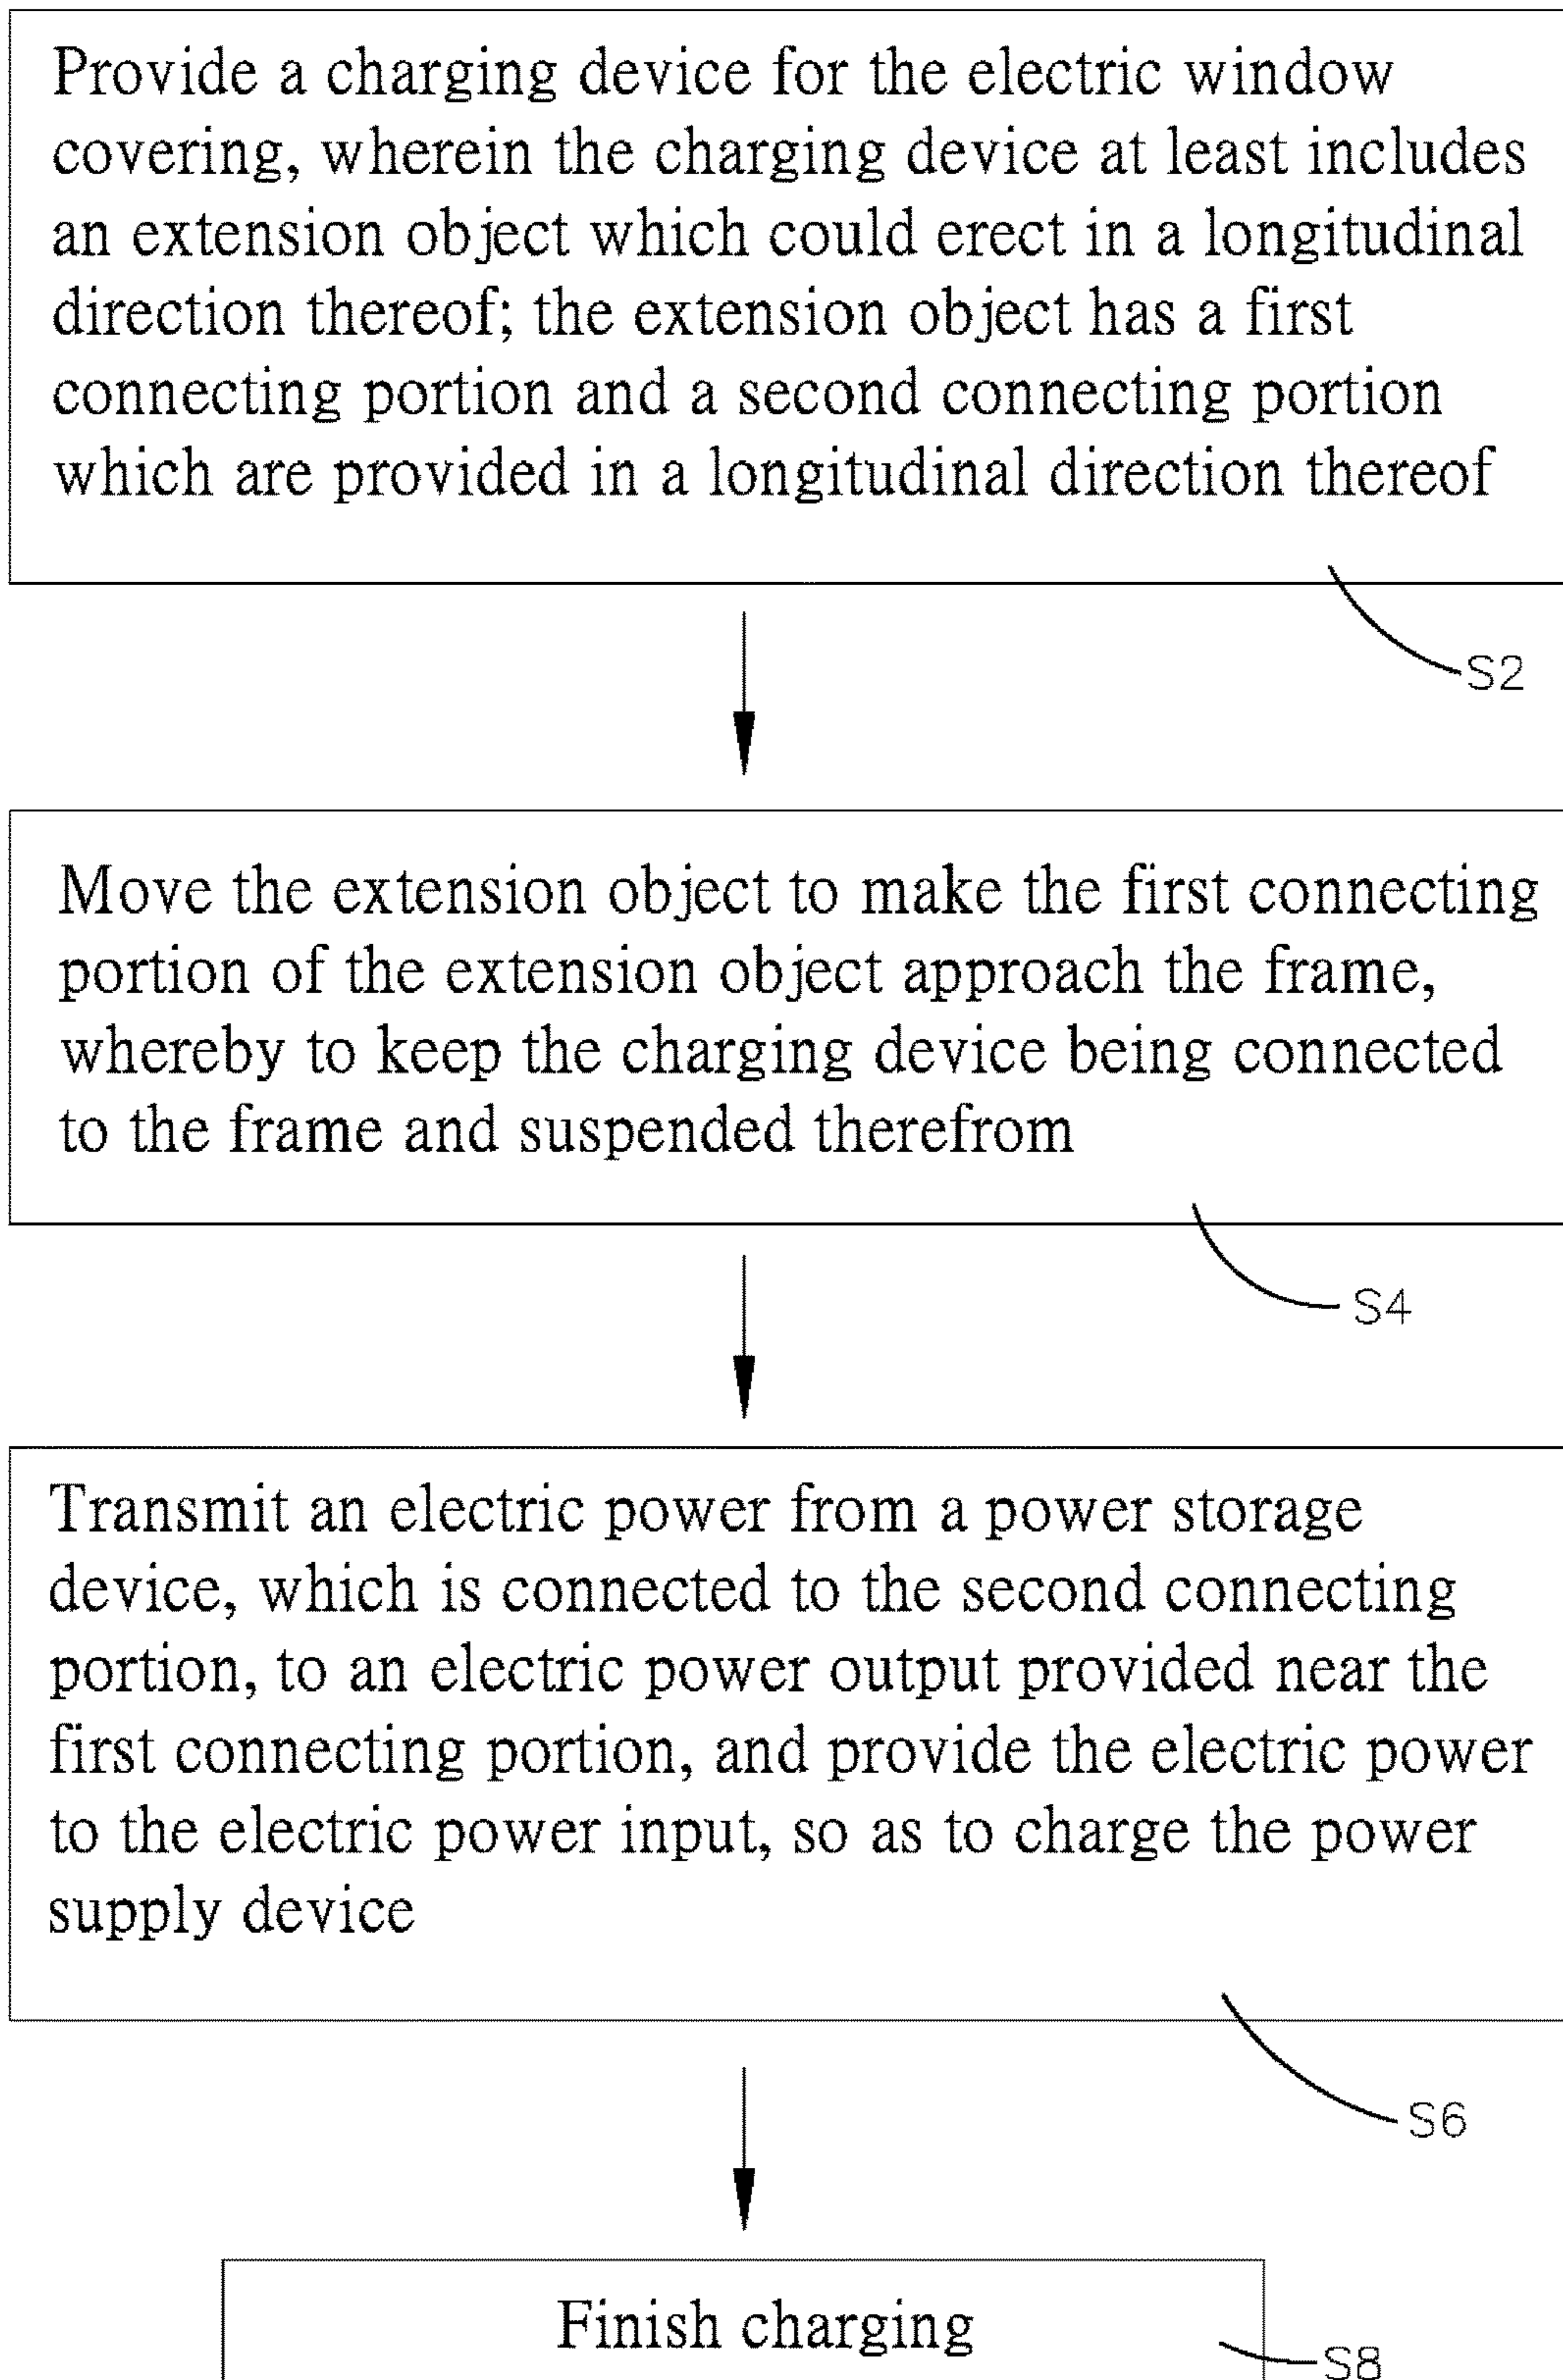 Provide a charging device for the electric window
covering, wherein the charging device at least includes
an extension object which could erect in a longitudinal
direction thereof; the extension object has a first
connecting portion and a second connecting portion
which are provided in a longitudinal direction thereof
S2
Move the extension object to make the first connecting
portion of the extension object approach the frame,
whereby to keep the charging device being connected
to the frame and suspended therefrom
S4
Transmit an electric power from a power storage
device, which is connected to the second connecting
portion, to an electric power output provided near the
first connecting portion, and provide the electric power
to the electric power input, so as to charge the power
supply device
S6
Finish charging
S8